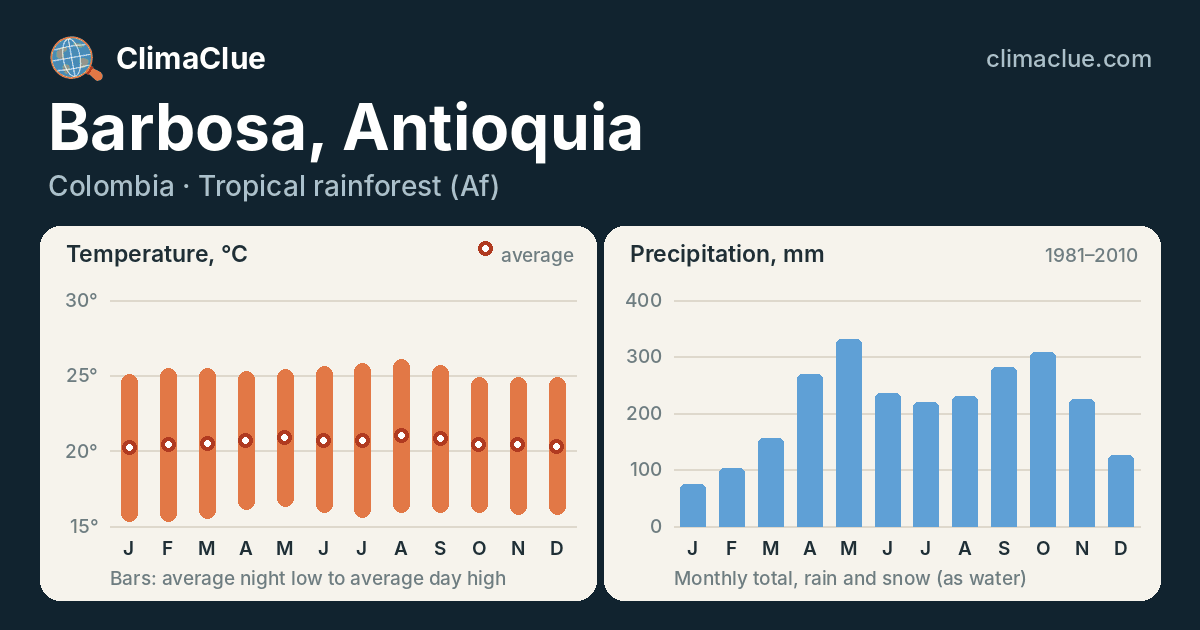 ClimaClue
climaclue.com
Barbosa, Antioquia
Colombia · Tropical rainforest (Af)
Temperature, °C
average
30°
25°
20°
15°
J F M A M J J A S O N D
Bars: average night low to average day high
Precipitation, mm
1981–2010
400
300
200
100
0
J F M A M J J A S O N D
Monthly total, rain and snow (as water)